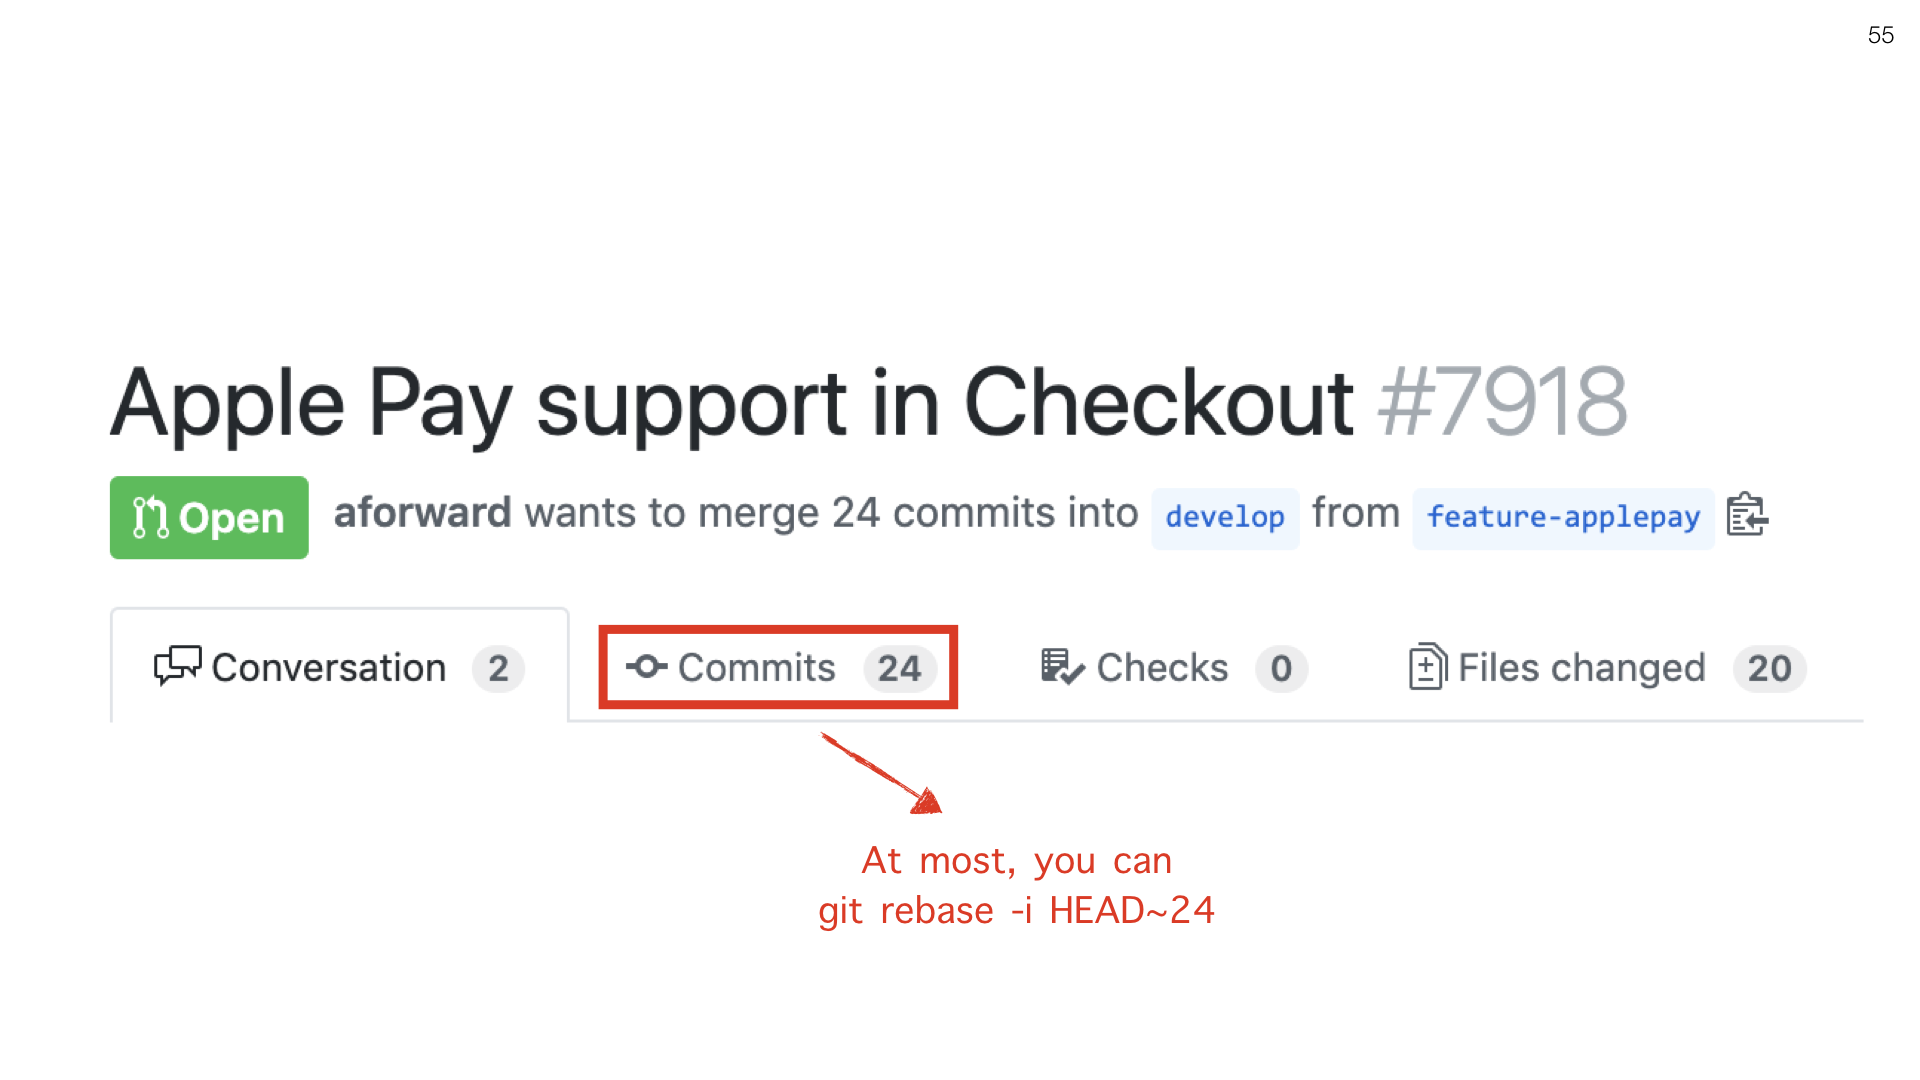 55
Apple Pay support in Checkout #7918
Open aforward wants to merge 24 commits into develop from feature-applepay
Conversation 2 Commits 24 Checks 0 Files changed 20
At most, you can
git rebase -i HEAD~24